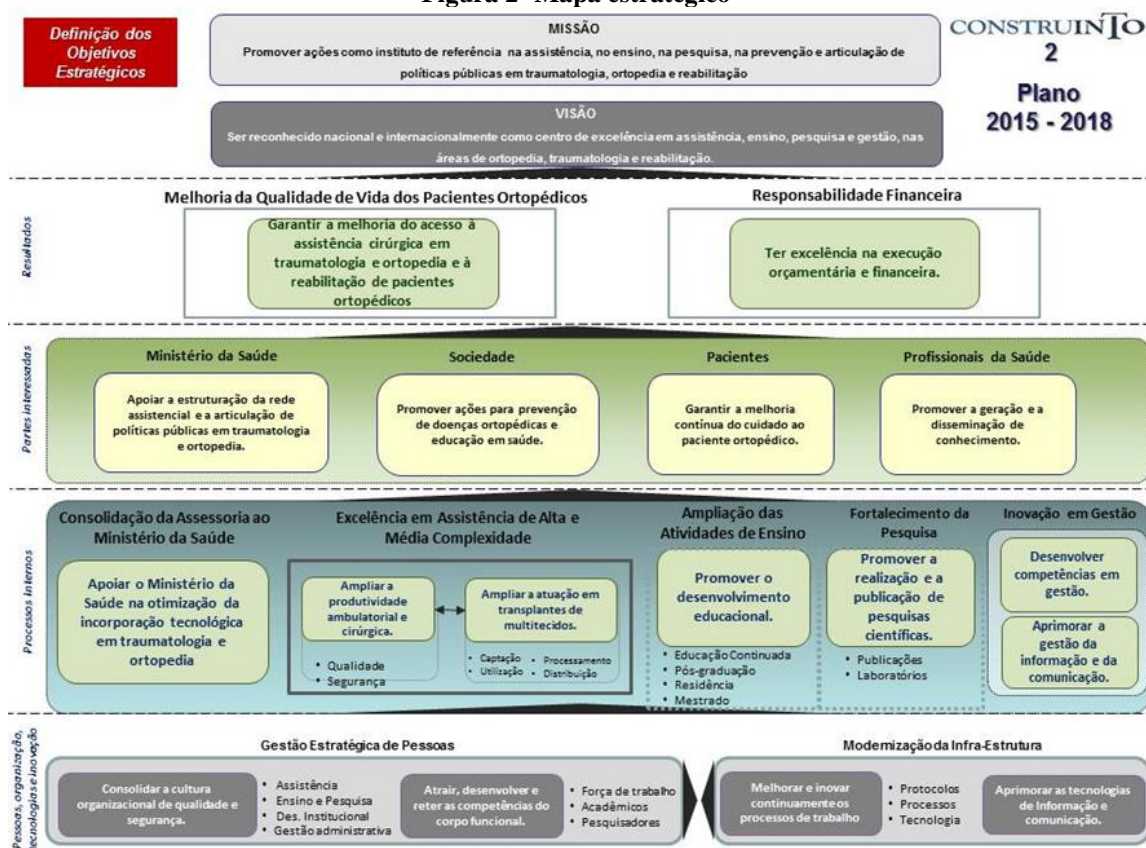 Figura 2- Mapa estratégico
Definição dos
Objetivos
Estratégicos
MISSÃO
Promover ações como instituto de referência na assistência, no ensino, na pesquisa, na prevenção e articulação de
políticas públicas em traumatologia, ortopedia e reabilitação
CONSTRUINTO
2
Plano
2015 - 2018
VISÃO
Ser reconhecido nacional e internacionalmente como centro de excelência em assistência, ensino, pesquisa e gestão, nas
áreas de ortopedia, traumatologia e reabilitação.
Resultados
Melhoria da Qualidade de Vida dos Pacientes Ortopédicos
Garantir a melhoria do acesso à
assistência cirúrgica em
traumatologia e ortopedia e à
reabilitação de pacientes
ortopédicos
Responsabilidade Financeira
Ter excelência na execução
orçamentária e financeira.
Partes interessadas
Ministério da Saúde
Apoiar a estruturação da rede
assistencial e a articulação de
políticas públicas em traumatologia
e ortopedia.
Sociedade
Promover ações para prevenção
de doenças ortopédicas e
educação em saúde.
Pacientes
Garantir a melhoria
contínua do cuidado ao
paciente ortopédico.
Profissionais da Saúde
Promover a geração e a
disseminação de
conhecimento.
Processos Internos
Consolidação da Assessoria ao
Ministério da Saúde
Apoiar o Ministério da
Saúde na otimização da
incorporação tecnológica
em traumatologia e
ortopedia
Excelência em Assistência de Alta e
Média Complexidade
Ampliar a
produtividade
ambulatorial e
cirúrgica.
• Qualidade
• Segurança
Ampliar a atuação em
transplantes de
multitecidos.
• Captação • Processamento
• Utilização • Distribuição
Ampliação das
Atividades de Ensino
Promover o
desenvolvimento
educacional.
• Educação Continuada
• Pós-graduação
• Residência
• Mestrado
Fortalecimento da
Pesquisa
Promover a
realização e a
publicação de
pesquisas
científicas.
• Publicações
• Laboratórios
Inovação em Gestão
Desenvolver
competências em
gestão.
Aprimorar a
gestão da
informação e da
comunicação.
Pessoas, organização,
tecnologias e inovação
Gestão Estratégica de Pessoas
Consolidar a cultura
organizacional de qualidade e
segurança.
• Assistência
• Ensino e Pesquisa
• Des. Institucional
• Gestão administrativa
Atrair, desenvolver e
reter as competências do
corpo funcional.
• Força de trabalho
• Acadêmicos
• Pesquisadores
Modernização da Infra-Estrutura
Melhorar e inovar
continuamente os
processos de trabalho
• Protocolos
• Processos
• Tecnologia
Aprimorar as tecnologias
de Informação e
comunicação.